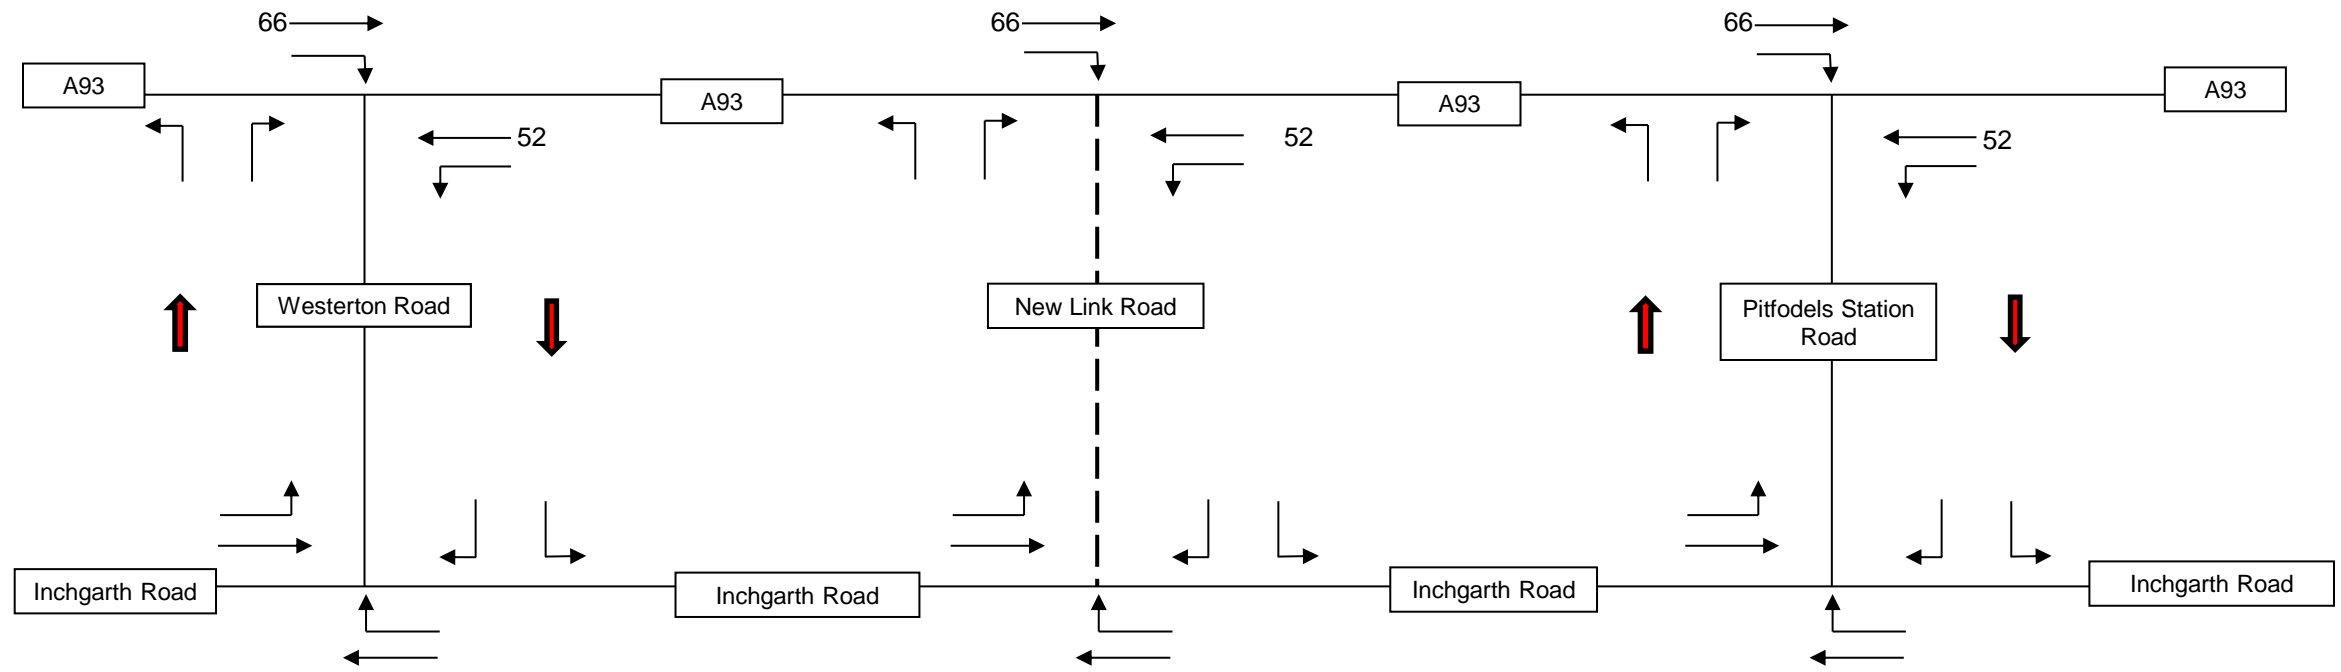 66
66
66
A93
A93
A93
A93
52
52
52
Westerton Road
New Link Road
Pitfodels Station
Road
Inchgarth Road
Inchgarth Road
Inchgarth Road
Inchgarth Road